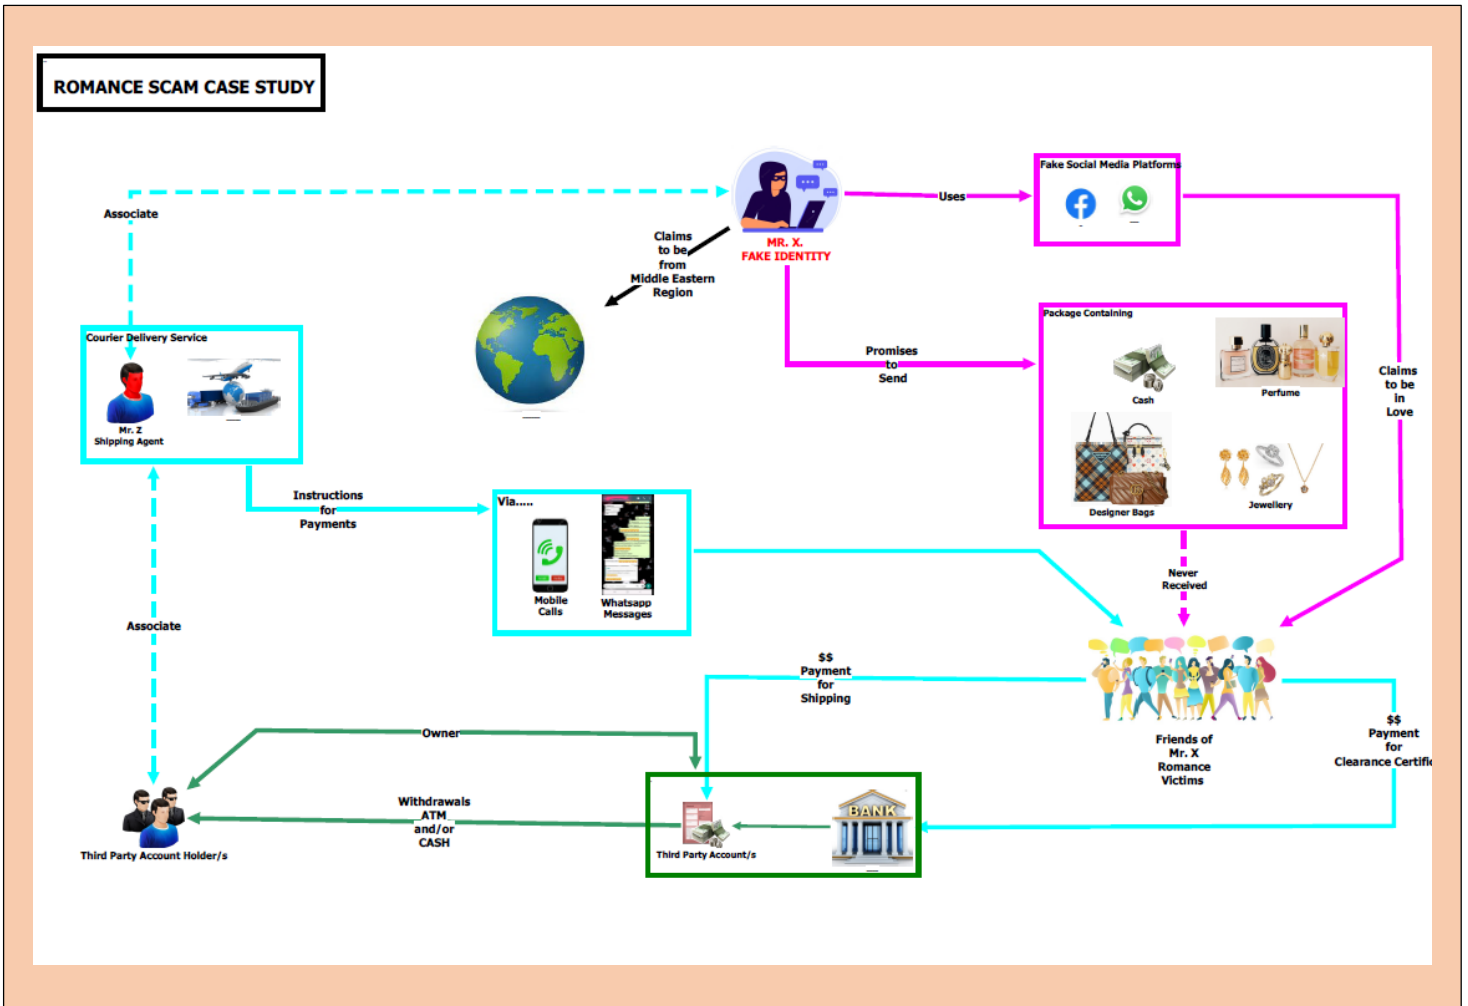 ROMANCE SCAM CASE STUDY
Associate
Claims
to be
from
Middle Eastern
Region
MR. X.
FAKE IDENTITY
Uses
Fake Social Media Platforms
Courier Delivery Service
Mr. Z
Shipping Agent
Promises
to
Send
Package Containing
Cash
Perfume
Designer Bags
Jewellery
Claims
to be
in
Love
Instructions
for
Payments
Via.....
Mobile
Calls
Whatsapp
Messages
Never
Received
Associate
$$
Payment
for
Shipping
Friends of
Mr. X
Romance
Victims
$$
Payment
for
Clearance Certific
Owner
Withdrawals
ATM
and/or
CASH
Third Party Account Holder/s
Third Party Account/s
BANK